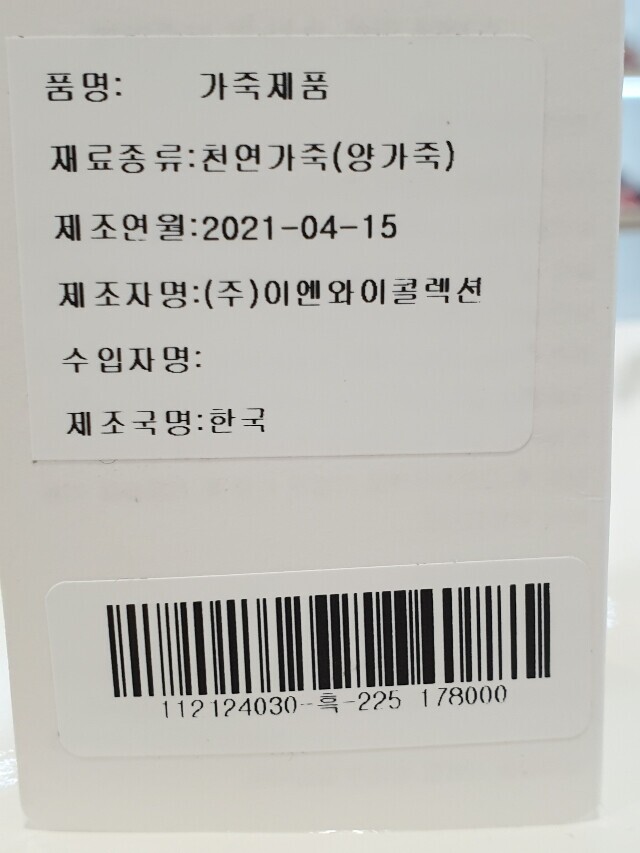 품명: 가죽제품
재료종류:천연가죽(양가죽)
제조연월:2021-04-15
제조자명:(주)이엔와이콜렉션
수입자명:
제조국명:한국
112124030-흑-225 178000